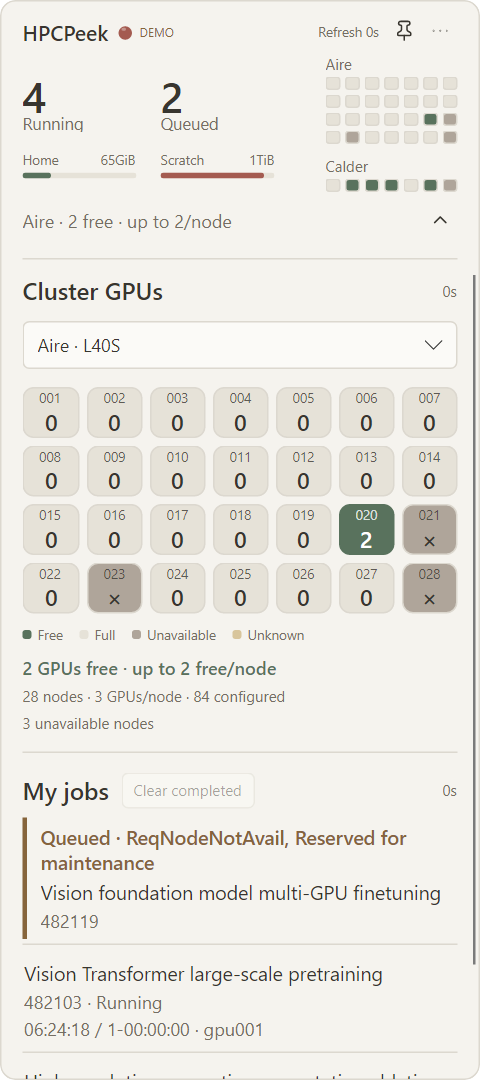 HPCPeek DEMO Refresh 0s ...
Aire
4 2
Running Queued
Home 65GiB Scratch 1TiB
Calder
Aire · 2 free · up to 2/node
Cluster GPUs 0s
Aire · L40S
001 002 003 004 005 006 007
0 0 0 0 0 0 0
008 009 010 011 012 013 014
0 0 0 0 0 0 0
015 016 017 018 019 020 021
0 0 0 0 0 2 ×
022 023 024 025 026 027 028
0 × 0 0 0 0 ×
Free Full Unavailable Unknown
2 GPUs free · up to 2 free/node
28 nodes · 3 GPUs/node · 84 configured
3 unavailable nodes
My jobs Clear completed 0s
Queued · ReqNodeNotAvail, Reserved for
maintenance
Vision foundation model multi-GPU finetuning
482119
Vision Transformer large-scale pretraining
482103 · Running
06:24:18 / 1-00:00:00 · gpu001